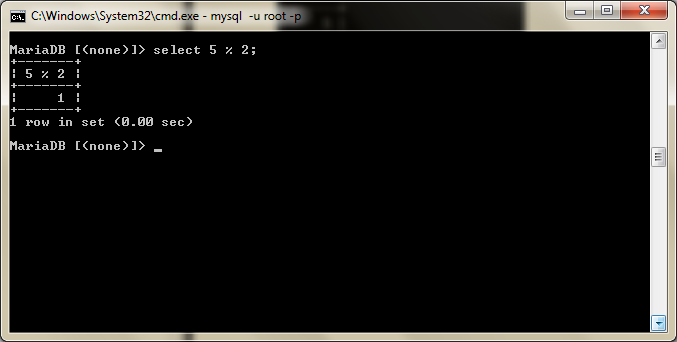 C:\Windows\System32\cmd.exe - mysql  -u root -p
MariaDB [(none)]> select 5 % 2;
+-------+
| 5 % 2 |
+-------+
|     1 |
+-------+
1 row in set (0.00 sec)
MariaDB [(none)]> _